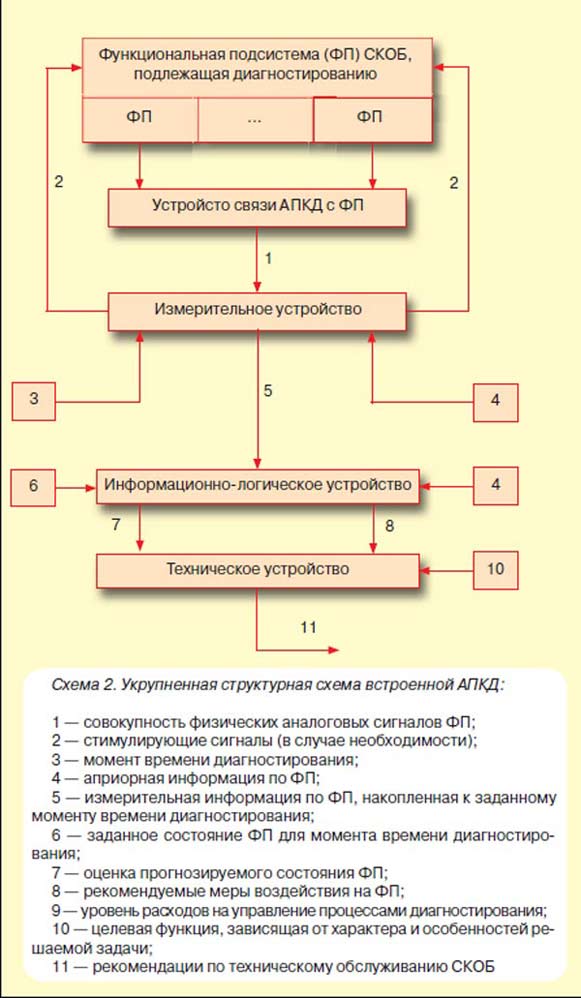 Функциональная подсистема (ФП) СКОБ,
подлежащая диагностированию
ФП ... ФП
2
2
Устройсто связи АПКД с ФП
1
Измерительное устройство
3
5
4
6
Информационно-логическое устройство
4
7
8
Техническое устройство
10
11
Схема 2. Укрупненная структурная схема встроенной АПКД:
1 — совокупность физических аналоговых сигналов ФП;
2 — стимулирующие сигналы (в случае необходимости);
3 — момент времени диагностирования;
4 — априорная информация по ФП;
5 — измерительная информация по ФП, накопленная к заданному
моменту времени диагностирования;
6 — заданное состояние ФП для момента времени диагностиро-
вания;
7 — оценка прогнозируемого состояния ФП;
8 — рекомендуемые меры воздействия на ФП;
9 — уровень расходов на управление процессами диагностирования;
10 — целевая функция, зависящая от характера и особенностей ре-
шаемой задачи;
11 — рекомендации по техническому обслуживанию СКОБ